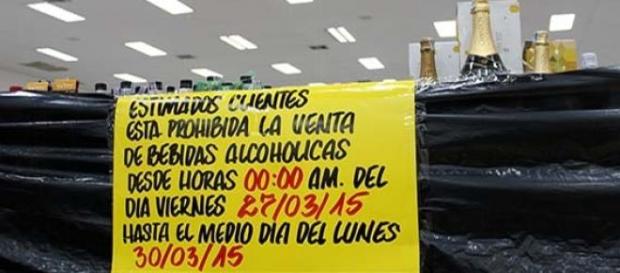 ESTIMADOS CLIENTES
ESTA PROHIBIDA LA VENTA
DE BEBIDAS ALCOHOLICAS
DESDE HORAS 00:00 AM. DEL
DIA VIERNES 27/03/15
HASTA EL MEDIO DIA DEL LUNES
30/03/15